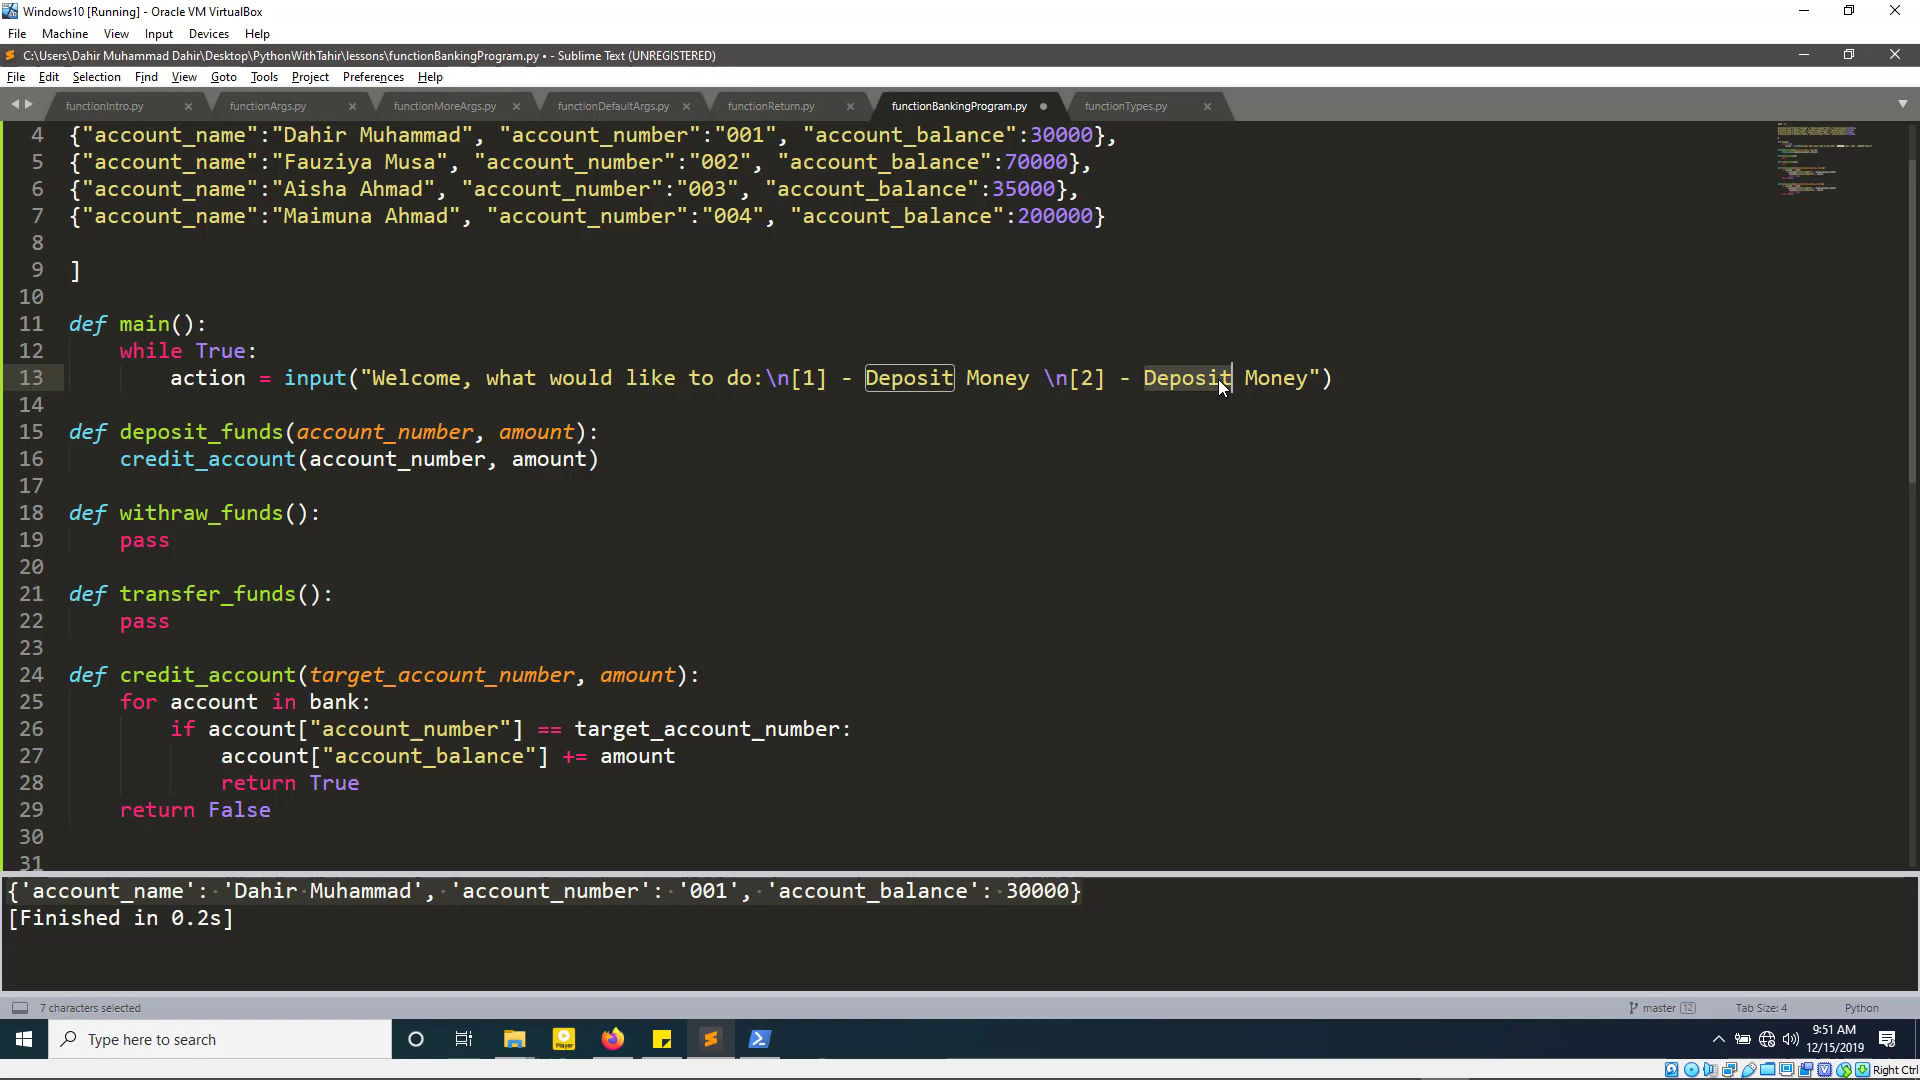 Windows10 [Running] - Oracle VM VirtualBox
File Machine View Input Devices Help
C:\Users\Dahir Muhammad Dahir\Desktop\PythonWithTahir\lessons\functionBankingProgram.py • - Sublime Text (UNREGISTERED)
File Edit Selection Find View Goto Tools Project Preferences Help
functionIntro.py functionArgs.py functionMoreArgs.py functionDefaultArgs.py functionReturn.py functionBankingProgram.py functionTypes.py
4 {"account_name":"Dahir Muhammad", "account_number":"001", "account_balance":30000},
5 {"account_name":"Fauziya Musa", "account_number":"002", "account_balance":70000},
6 {"account_name":"Aisha Ahmad", "account_number":"003", "account_balance":35000},
7 {"account_name":"Maimuna Ahmad", "account_number":"004", "account_balance":200000}
8
9 ]
10
11 def main():
12 while True:
13 action = input("Welcome, what would like to do:\n[1] - Deposit Money \n[2] - Deposit Money")
14
15 def deposit_funds(account_number, amount):
16 credit_account(account_number, amount)
17
18 def withraw_funds():
19 pass
20
21 def transfer_funds():
22 pass
23
24 def credit_account(target_account_number, amount):
25 for account in bank:
26 if account["account_number"] == target_account_number:
27 account["account_balance"] += amount
28 return True
29 return False
30
31
{'account_name': 'Dahir Muhammad', 'account_number': '001', 'account_balance': 30000}
[Finished in 0.2s]
7 characters selected master 12 Tab Size: 4 Python
Type here to search
9:51 AM
12/15/2019
Right Ctrl